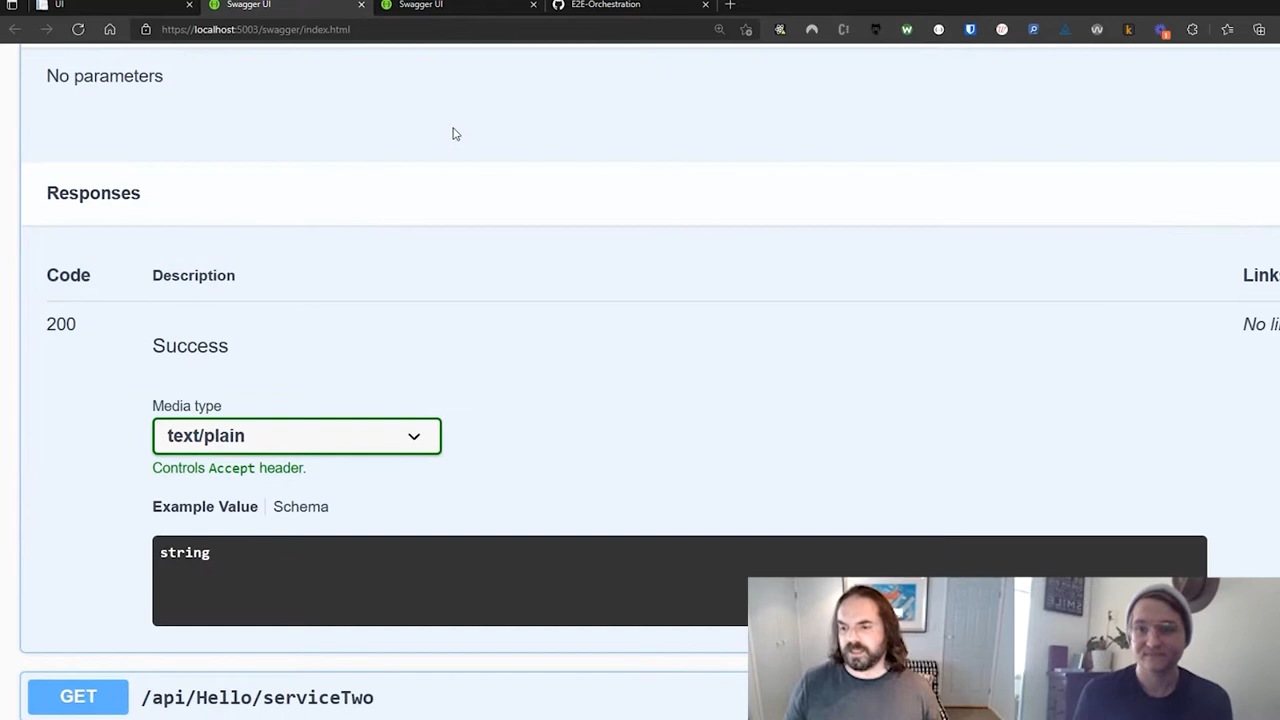 UI
Swagger UI
Swagger UI
E2E-Orchestration
https://localhost:5003/swagger/index.html
No parameters
Responses
Code Description Link
200 No li
Success
Media type
text/plain
Controls Accept header.
Example Value Schema
string
GET /api/Hello/serviceTwo